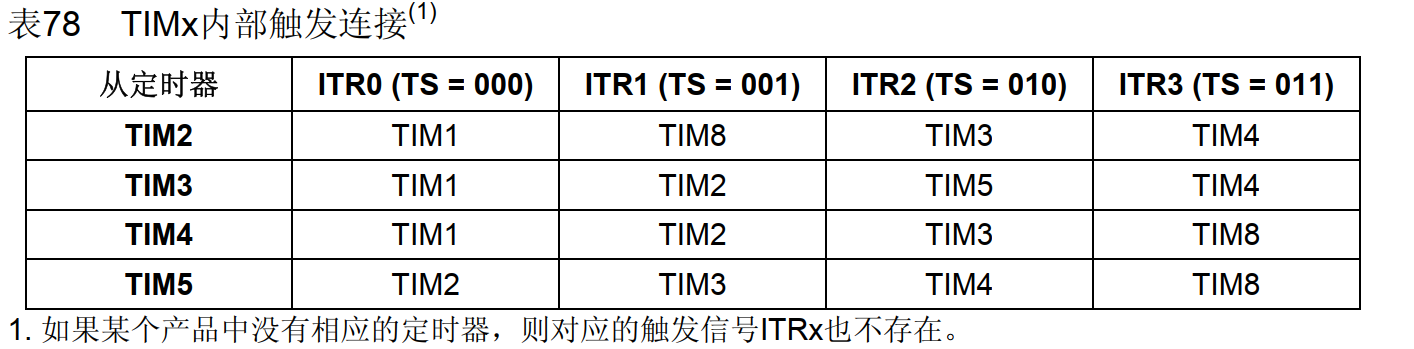 表78 TIMx内部触发连接(1)
从定时器 ITR0 (TS = 000) ITR1 (TS = 001) ITR2 (TS = 010) ITR3 (TS = 011)
TIM2 TIM1 TIM8 TIM3 TIM4
TIM3 TIM1 TIM2 TIM5 TIM4
TIM4 TIM1 TIM2 TIM3 TIM8
TIM5 TIM2 TIM3 TIM4 TIM8
1. 如果某个产品中没有相应的定时器，则对应的触发信号ITRx也不存在。